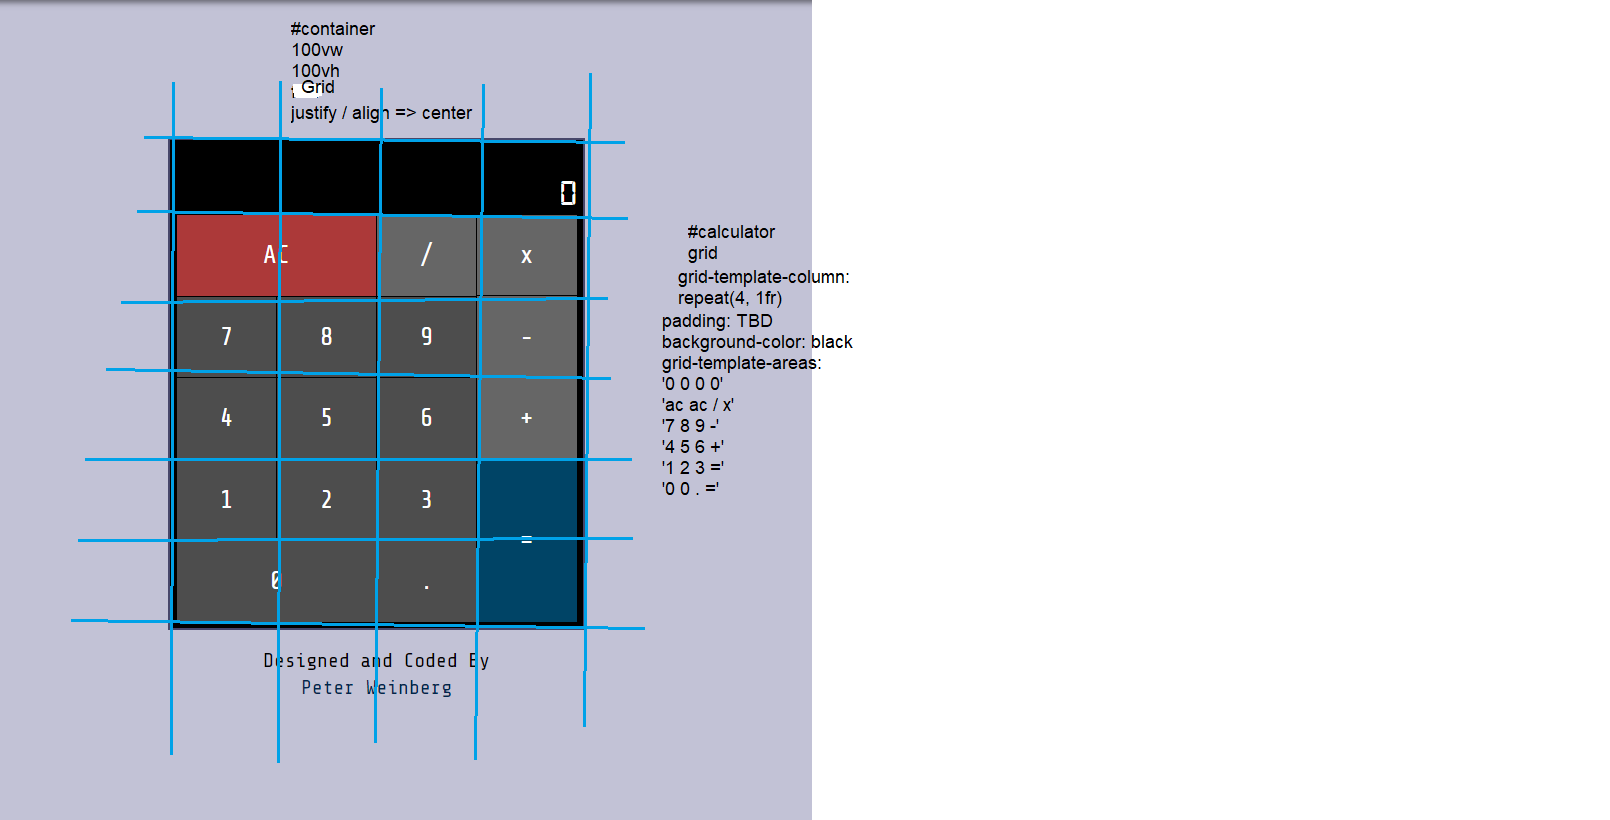 #container
100vw
100vh
Grid
justify / align => center
0
AC / x
7 8 9 -
4 5 6 +
1 2 3
=
0 .
Designed and Coded By
Peter Weinberg
#calculator
grid
grid-template-column:
repeat(4, 1fr)
padding: TBD
background-color: black
grid-template-areas:
'0 0 0 0'
'ac ac / x'
'7 8 9 -'
'4 5 6 +'
'1 2 3 ='
'0 0 . ='